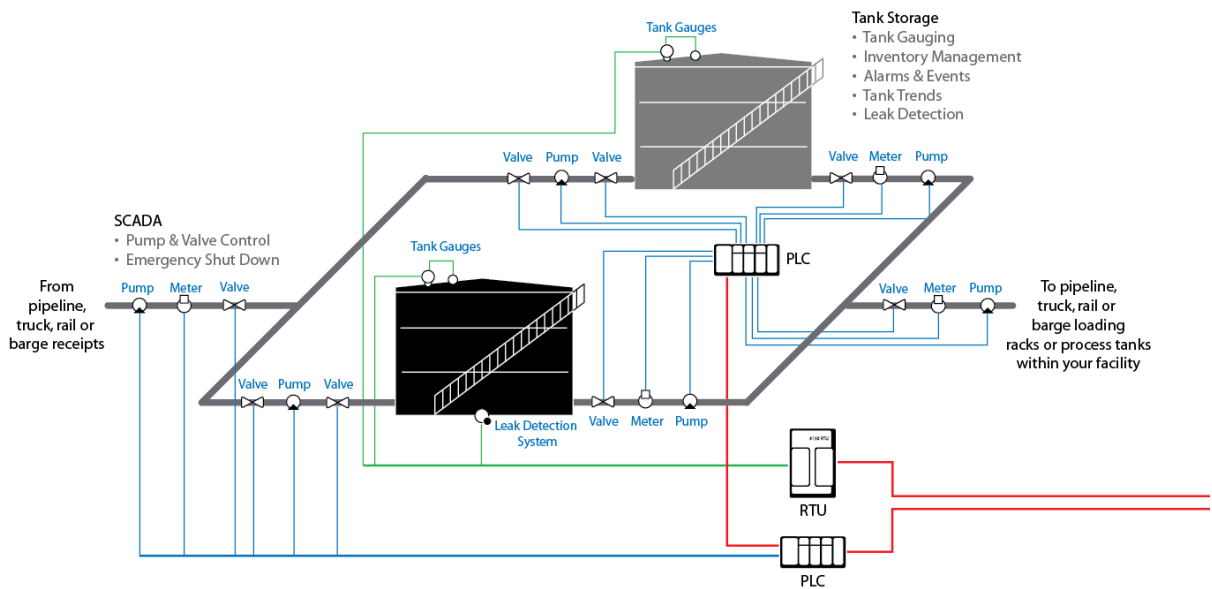 Tank Gauges
Tank Storage
• Tank Gauging
• Inventory Management
• Alarms & Events
• Tank Trends
• Leak Detection
Valve
Pump
Valve
Valve
Meter
Pump
SCADA
• Pump & Valve Control
• Emergency Shut Down
Tank Gauges
PLC
From
pipeline,
truck, rail or
barge receipts
Pump
Meter
Valve
Valve
Meter
Pump
To pipeline,
truck, rail or
barge loading
racks or process tanks
within your facility
Valve
Pump
Valve
Leak Detection
System
Valve
Meter
Pump
RTU
PLC